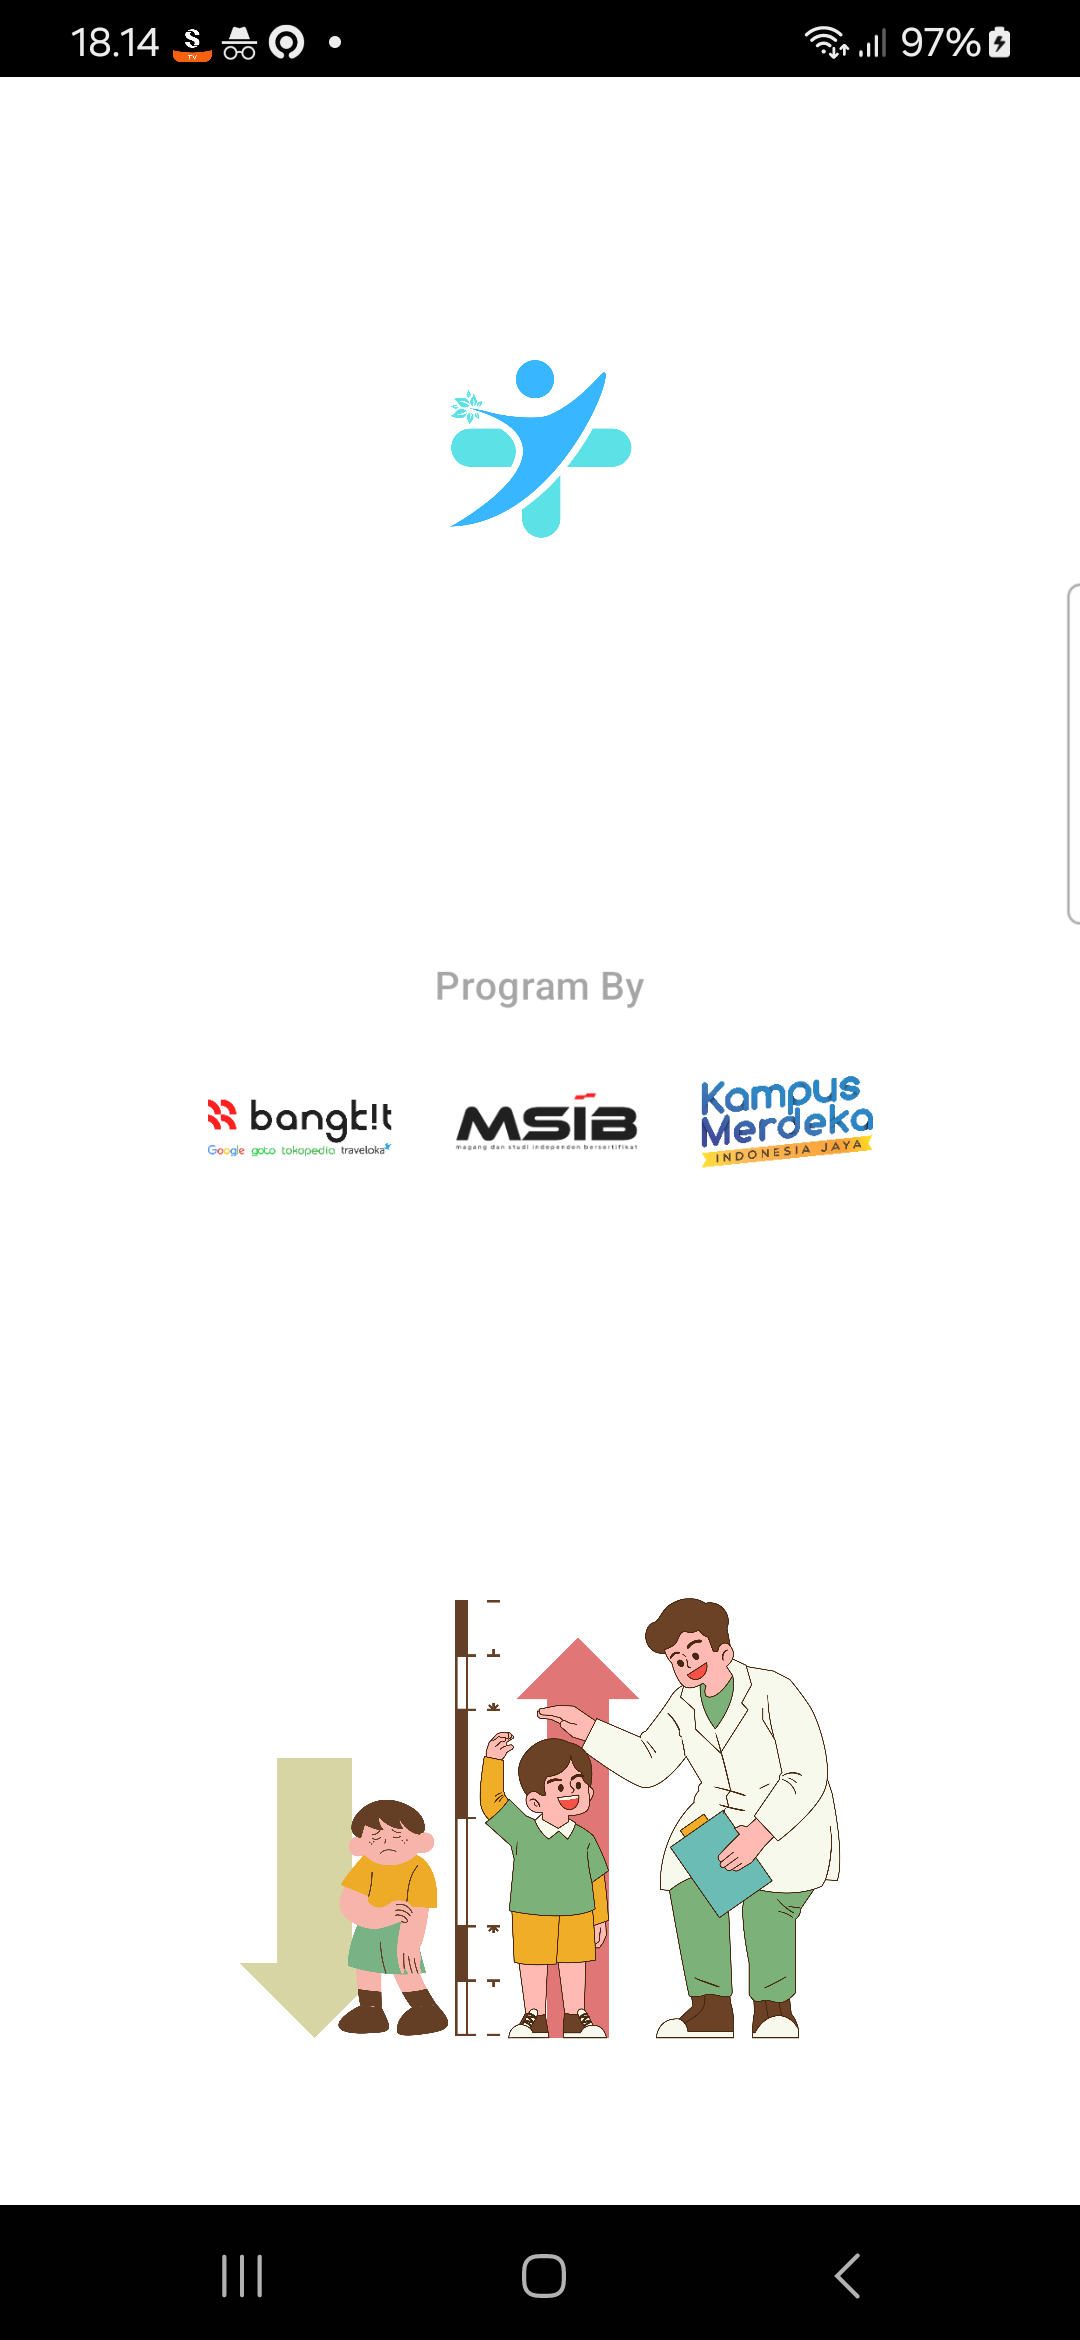 18.14 S TV 97%
Program By
bangk!t
Google goto tokopedia traveloka
MSIB
magang dan studi independen bersertifikat
Kampus
Merdeka
INDONESIA JAYA